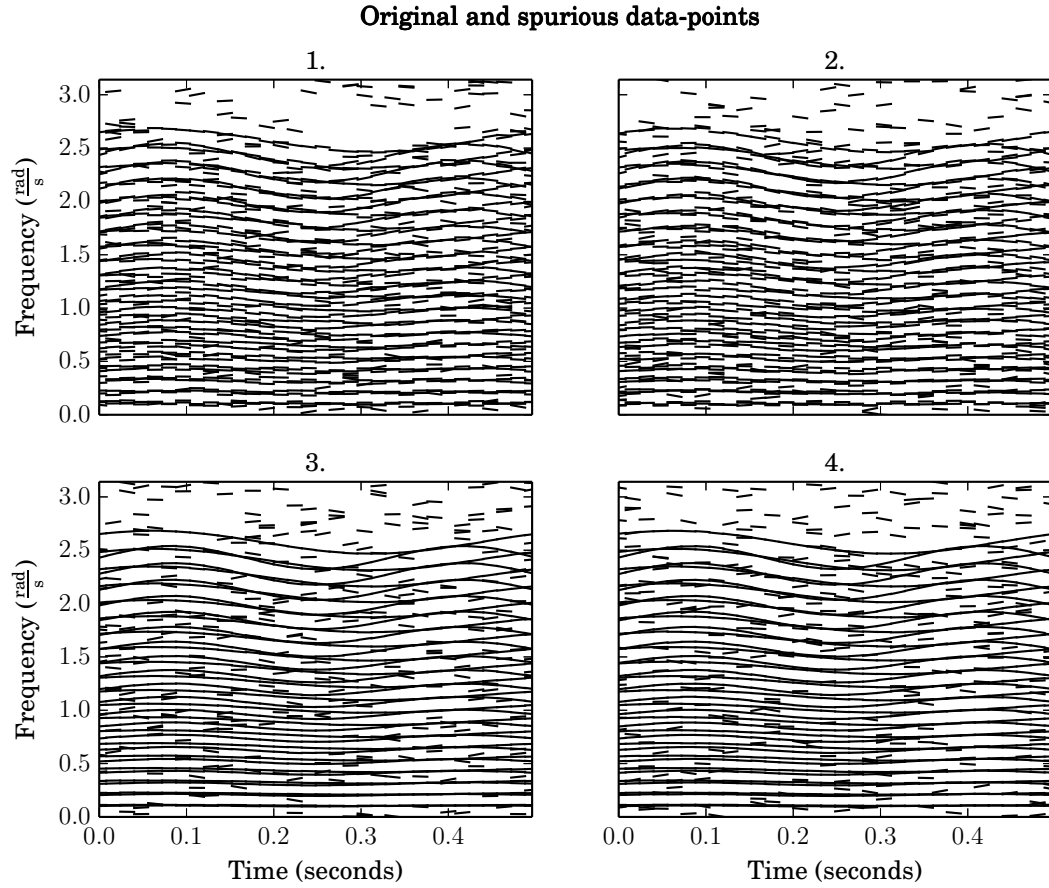 Original and spurious data-points
1.
2.
3.0
2.5
2.0
1.5
1.0
0.5
0.0
Frequency (rad/s)
3.
4.
3.0
2.5
2.0
1.5
1.0
0.5
0.0
Frequency (rad/s)
0.0 0.1 0.2 0.3 0.4
0.0 0.1 0.2 0.3 0.4
Time (seconds)
Time (seconds)